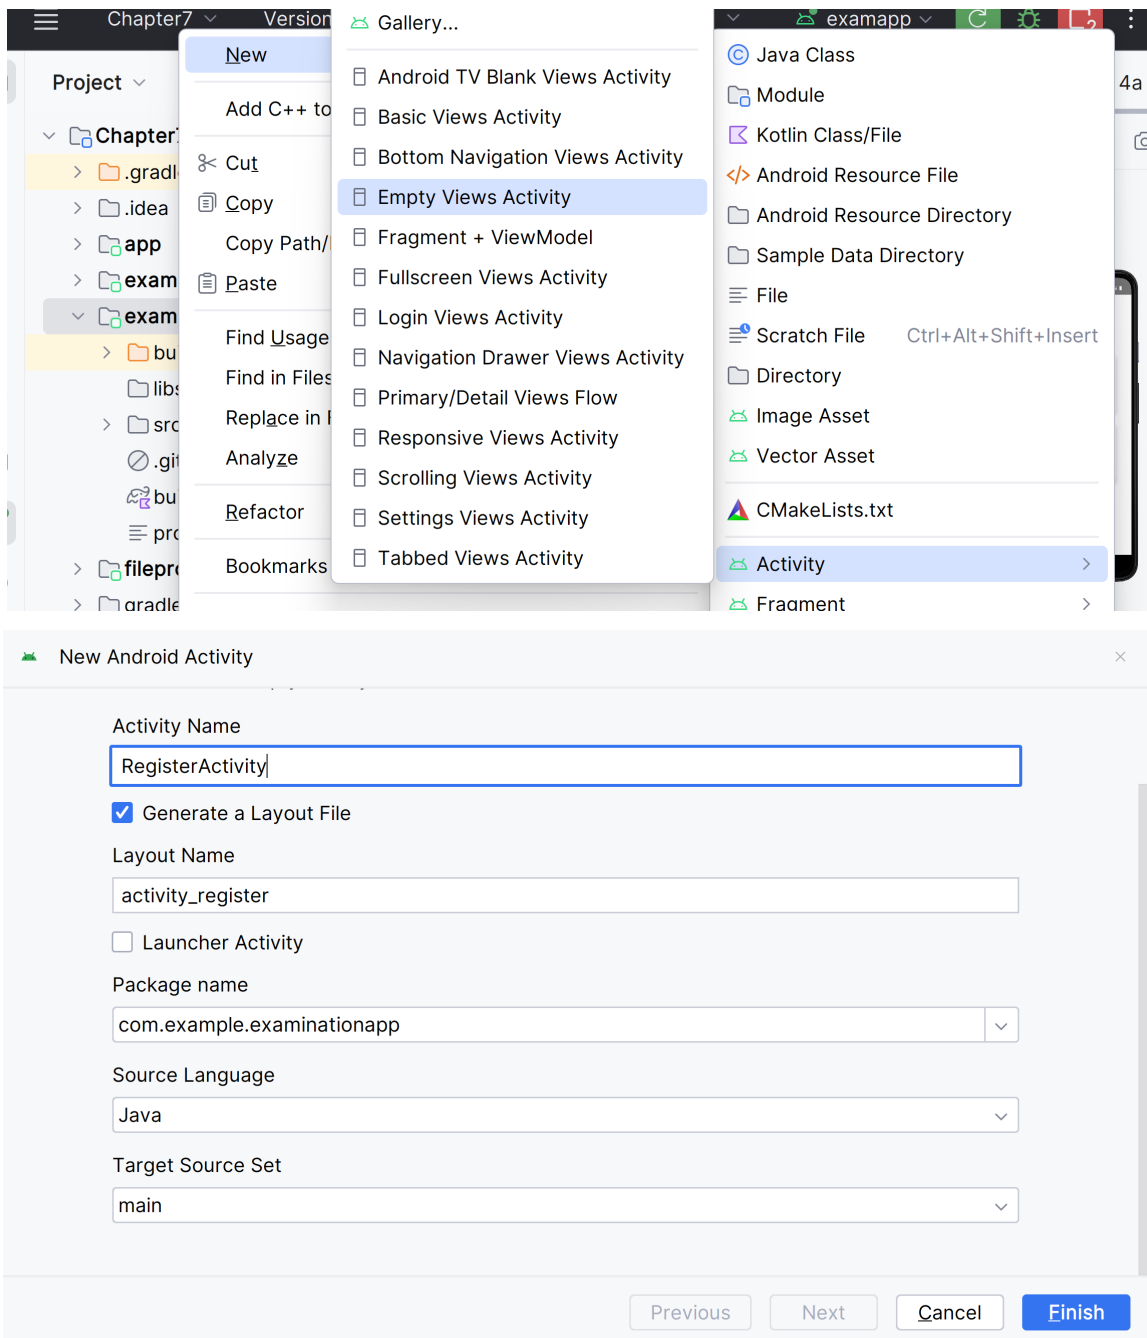 Chapter7
Version
examapp
Project
4a
Chapter7
.gradle
.idea
app
exam
exam
bu
libs
src
.git
bu
pro
filepro
gradle
New
Add C++ to
Cut
Copy
Copy Path/
Paste
Find Usage
Find in Files
Replace in F
Analyze
Refactor
Bookmarks
Gallery...
Android TV Blank Views Activity
Basic Views Activity
Bottom Navigation Views Activity
Empty Views Activity
Fragment + ViewModel
Fullscreen Views Activity
Login Views Activity
Navigation Drawer Views Activity
Primary/Detail Views Flow
Responsive Views Activity
Scrolling Views Activity
Settings Views Activity
Tabbed Views Activity
Java Class
Module
Kotlin Class/File
Android Resource File
Android Resource Directory
Sample Data Directory
File
Scratch File Ctrl+Alt+Shift+Insert
Directory
Image Asset
Vector Asset
CMakeLists.txt
Activity
Fragment
New Android Activity
Activity Name
RegisterActivity
Generate a Layout File
Layout Name
activity_register
Launcher Activity
Package name
com.example.examinationapp
Source Language
Java
Target Source Set
main
Previous
Next
Cancel
Finish